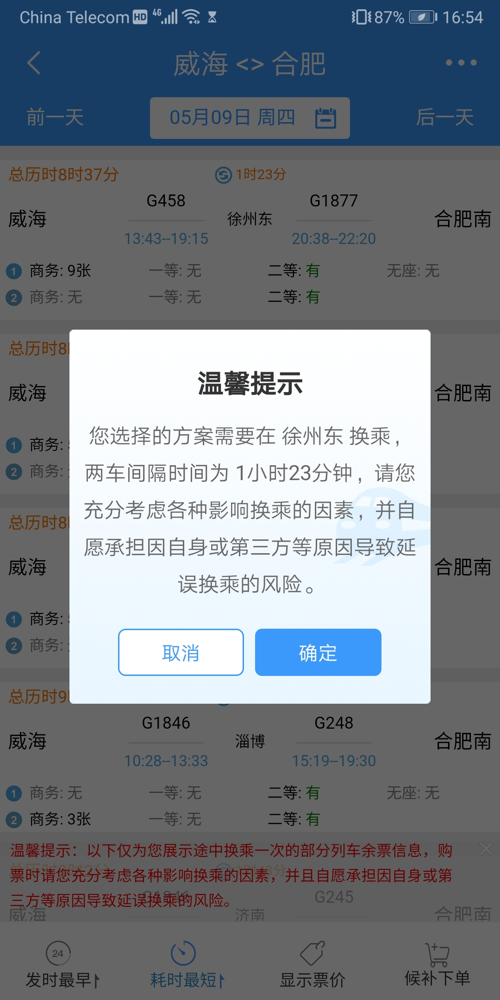 China Telecom HD 4G 87% 16:54
威海 <> 合肥
前一天 05月09日 周四 后一天
总历时8时37分 1时23分
G458 G1877
威海 徐州东 合肥南
13:43--19:15 20:38--22:20
1 商务: 9张 一等: 无 二等: 有 无座: 无
2 商务: 无 一等: 无 二等: 有
总历时8
威海 合肥南
1 商务:
2 商务:
温馨提示
您选择的方案需要在 徐州东 换乘，
两车间隔时间为 1小时23分钟，请您
充分考虑各种影响换乘的因素，并自
愿承担因自身或第三方等原因导致延
误换乘的风险。
取消 确定
总历时8
威海 合肥南
1 商务:
2 商务:
总历时9
G1846 G248
威海 淄博 合肥南
10:28--13:33 15:19--19:30
1 商务: 无 一等: 无 二等: 有 无座: 无
2 商务: 3张 一等: 无 二等: 有
温馨提示：以下仅为您展示途中换乘一次的部分列车余票信息，购
票时请您充分考虑各种影响换乘的因素，并且自愿承担因自身或第
三方等原因导致延误换乘的风险。
总历时9时2分 1时43分
G1846 G245
威海 济南 合肥南
24
发时最早 耗时最短 显示票价 候补下单